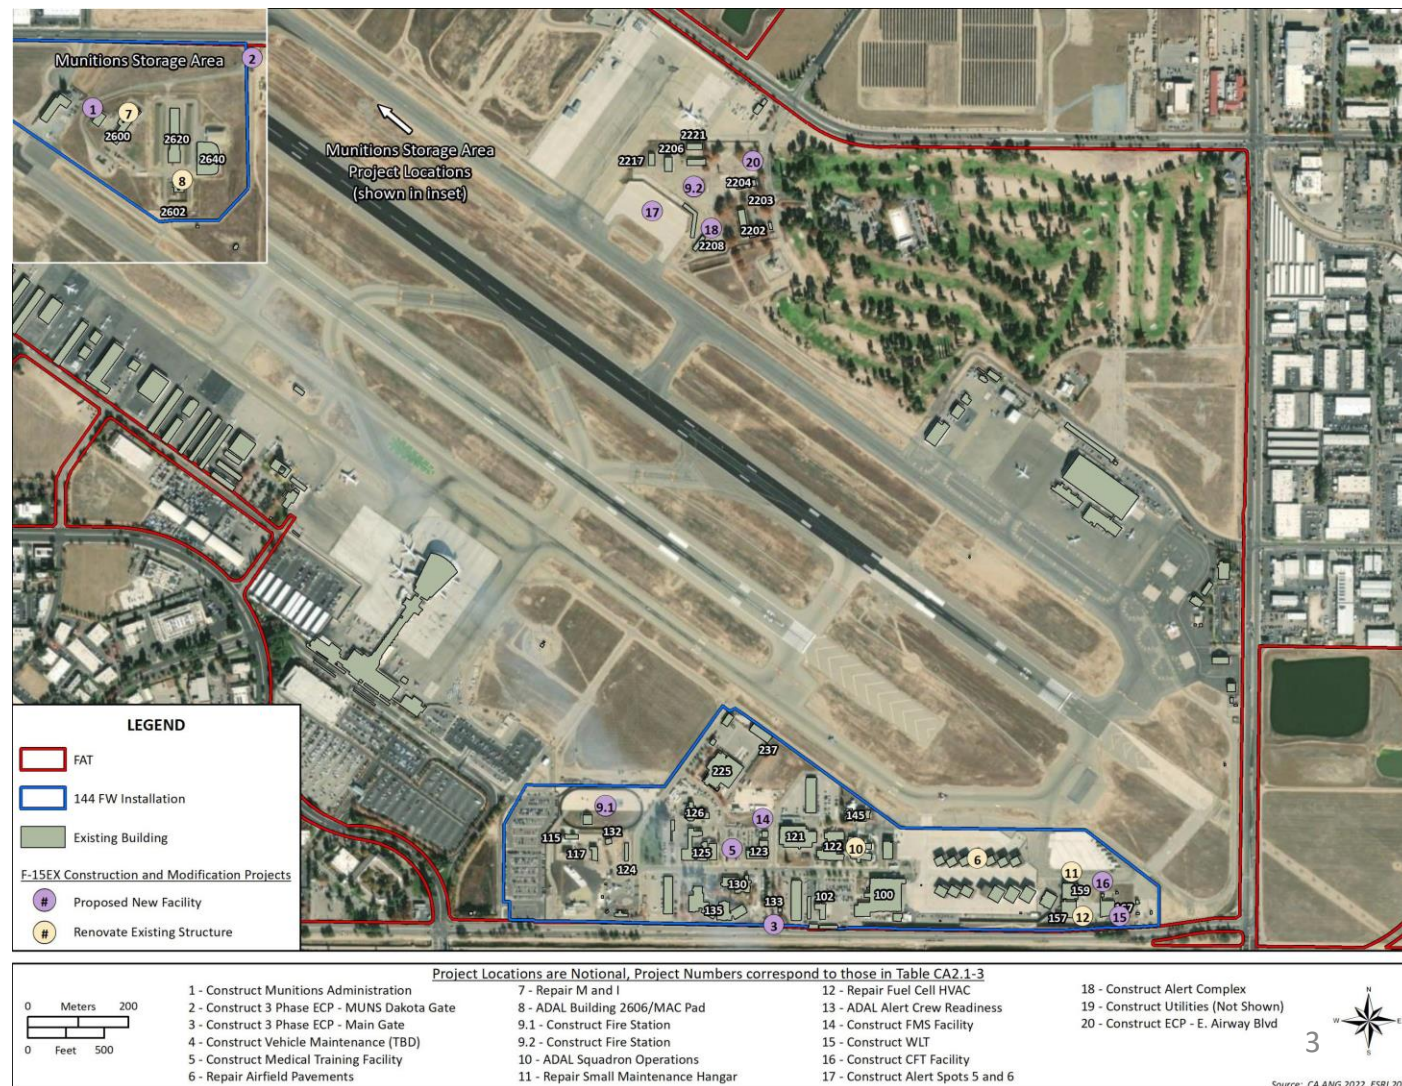 Munitions Storage Area
2
1
7
2600
2620
2640
8
2602
Munitions Storage Area
Project Locations
(shown in inset)
2221
2206
2217
20
2204
9.2
2203
17
18
2202
2208
237
225
9.1
126
14
145
115
132
121
117
125
5
123
122
10
6
124
11
130
159
16
133
102
100
135
157
12
15
3
LEGEND
FAT
144 FW Installation
Existing Building
F-15EX Construction and Modification Projects
# Proposed New Facility
# Renovate Existing Structure
Project Locations are Notional, Project Numbers correspond to those in Table CA2.1-3
0 Meters 200
0 Feet 500
1 - Construct Munitions Administration
2 - Construct 3 Phase ECP - MUNS Dakota Gate
3 - Construct 3 Phase ECP - Main Gate
4 - Construct Vehicle Maintenance (TBD)
5 - Construct Medical Training Facility
6 - Repair Airfield Pavements
7 - Repair M and I
8 - ADAL Building 2606/MAC Pad
9.1 - Construct Fire Station
9.2 - Construct Fire Station
10 - ADAL Squadron Operations
11 - Repair Small Maintenance Hangar
12 - Repair Fuel Cell HVAC
13 - ADAL Alert Crew Readiness
14 - Construct FMS Facility
15 - Construct WLT
16 - Construct CFT Facility
17 - Construct Alert Spots 5 and 6
18 - Construct Alert Complex
19 - Construct Utilities (Not Shown)
20 - Construct ECP - E. Airway Blvd
3
N
W E
S
Source: CA ANG 2022, ESRI 20